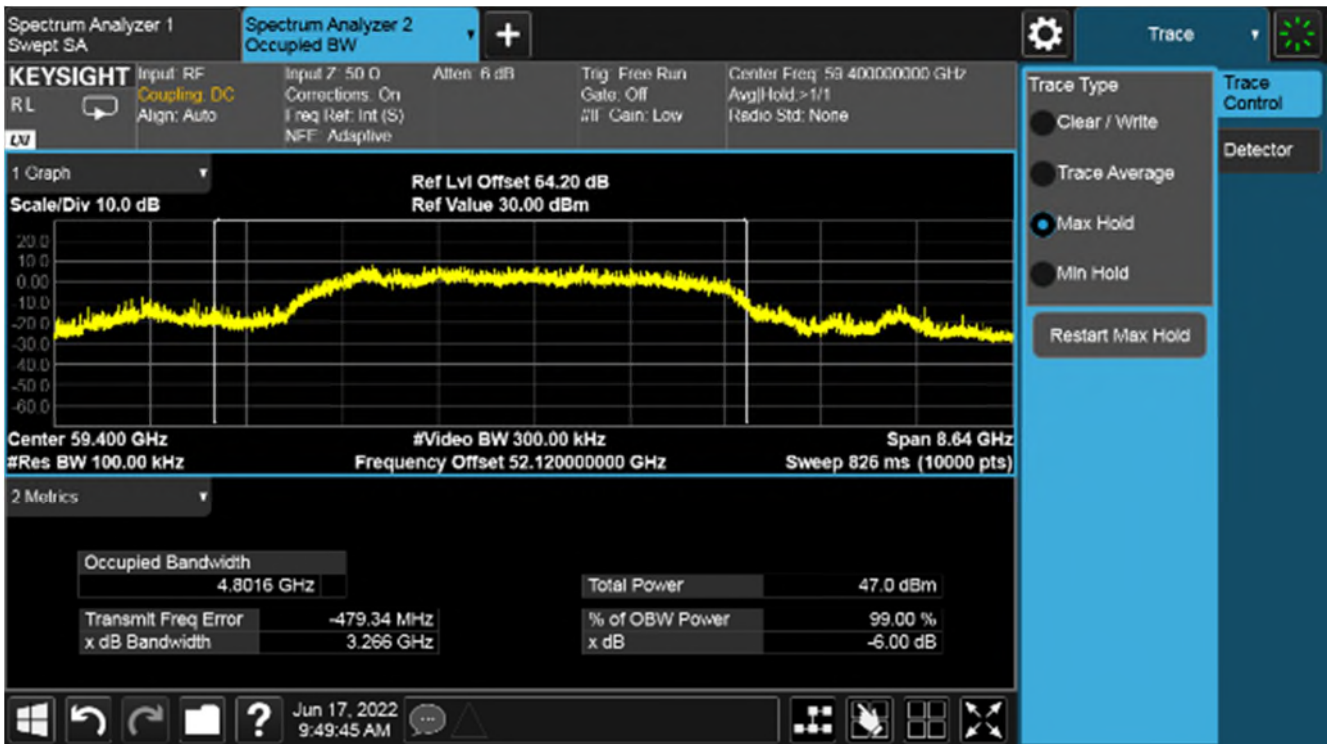 Spectrum Analyzer 1
Swept SA
Spectrum Analyzer 2
Occupied BW
Trace
KEYSIGHT
RL
Input: RF
Coupling: DC
Align: Auto
Input Z: 50 Ω
Corrections: On
Freq Ref: Int (S)
NFE: Adaptive
Atten: 6 dB
Trig: Free Run
Gate: Off
#IF Gain: Low
Center Freq: 59.400000000 GHz
Avg|Hold:>1/1
Radio Std: None
Trace Type
Clear / Write
Trace Average
Max Hold
Min Hold
Restart Max Hold
Trace
Control
Detector
1 Graph
Scale/Div 10.0 dB
Ref Lvl Offset 64.20 dB
Ref Value 30.00 dBm
20.0
10.0
0.00
-10.0
-20.0
-30.0
-40.0
-50.0
-60.0
Center 59.400 GHz
#Video BW 300.00 kHz
Span 8.64 GHz
#Res BW 100.00 kHz
Frequency Offset 52.120000000 GHz
Sweep 826 ms (10000 pts)
2 Metrics
Occupied Bandwidth
4.8016 GHz
Total Power 47.0 dBm
Transmit Freq Error -479.34 MHz
% of OBW Power 99.00 %
x dB Bandwidth 3.266 GHz
x dB -6.00 dB
?
Jun 17, 2022
9:49:45 AM